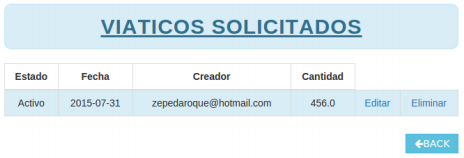 VIATICOS SOLICITADOS
Estado Fecha Creador Cantidad
Activo 2015-07-31 zepedaroque@hotmail.com 456.0 Editar Eliminar
BACK